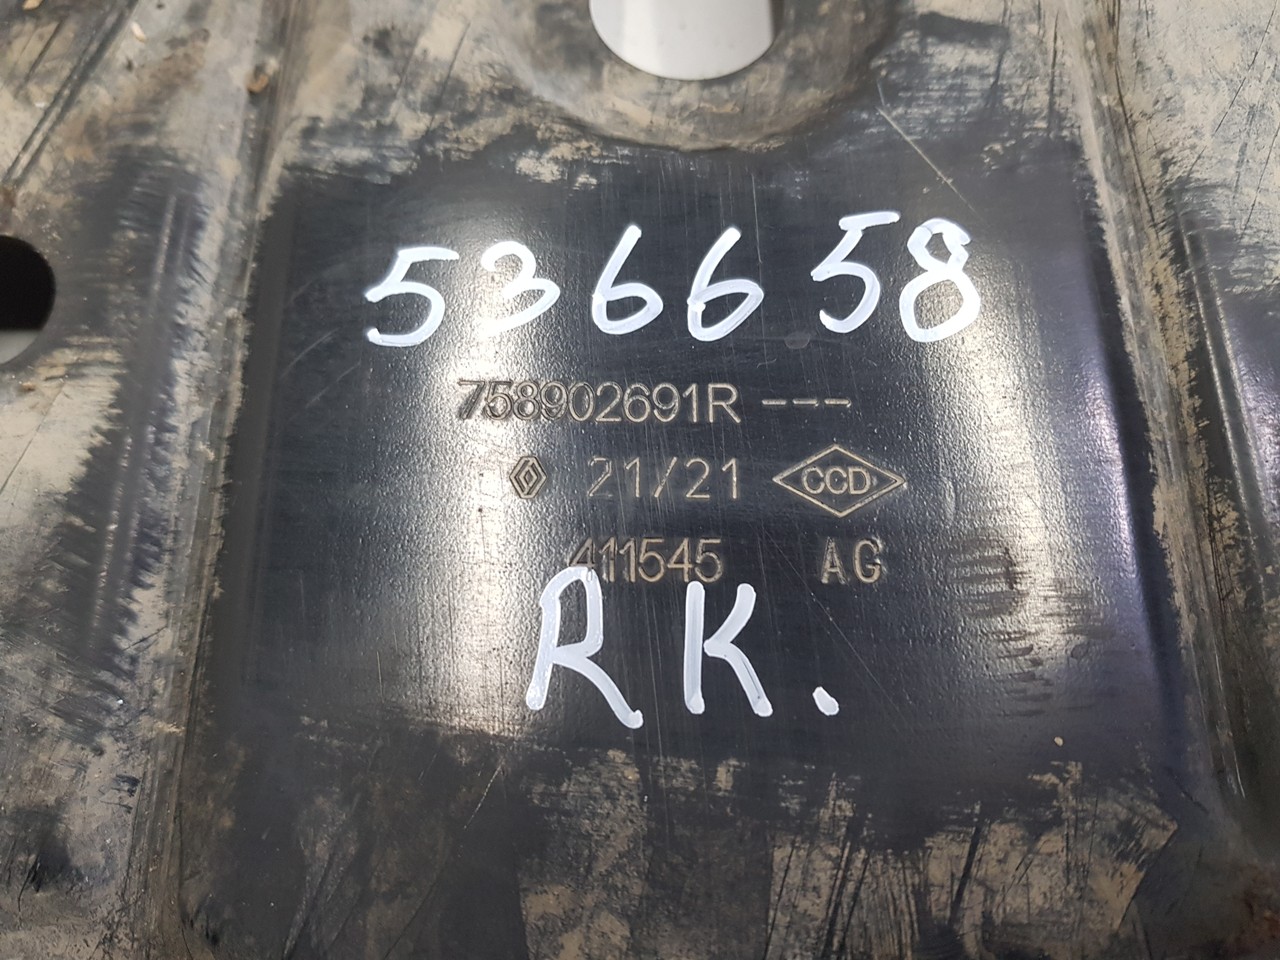 536658
758902691R ---
21/21 CCD
411545 AG
RK.